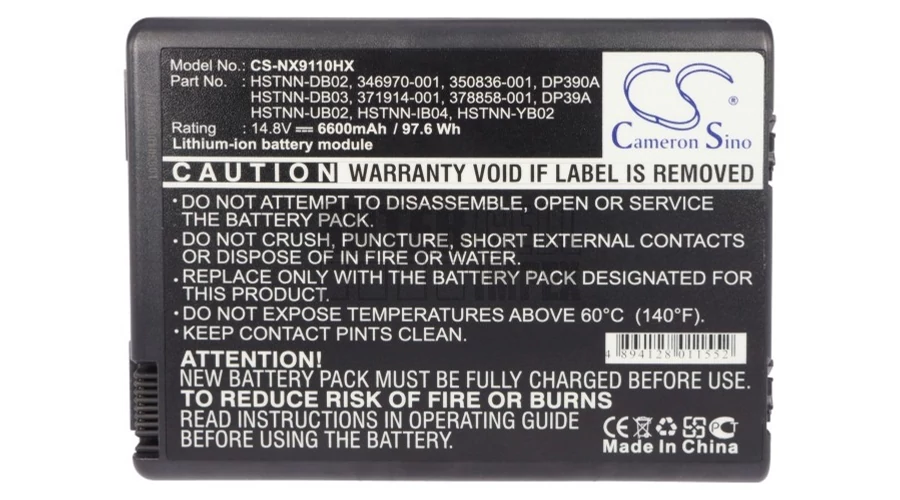 Model No.: CS-NX9110HX
Part No. : HSTNN-DB02, 346970-001, 350836-001, DP390A
HSTNN-DB03, 371914-001, 378858-001, DP39A
HSTNN-UB02, HSTNN-IB04, HSTNN-YB02
Rating : 14.8V 6600mAh / 97.6 Wh
Lithium-ion battery module
CS
Cameron Sino
CAUTION WARRANTY VOID IF LABEL IS REMOVED
•DO NOT ATTEMPT TO DISASSEMBLE, OPEN OR SERVICE
THE BATTERY PACK.
•DO NOT CRUSH, PUNCTURE, SHORT EXTERNAL CONTACTS
OR DISPOSE OF IN FIRE OR WATER.
•REPLACE ONLY WITH THE BATTERY PACK DESIGNATED FOR
THIS PRODUCT.
•DO NOT EXPOSE TEMPERATURES ABOVE 60°C (140°F).
•KEEP CONTACT PINTS CLEAN.
4 894128 011552
ATTENTION!
NEW BATTERY PACK MUST BE FULLY CHARGED BEFORE USE.
TO REDUCE RISK OF FIRE OR BURNS
READ INSTRUCTIONS IN OPERATING GUIDE
BEFORE USING THE BATTERY.
CE
Made In China
IMPEX